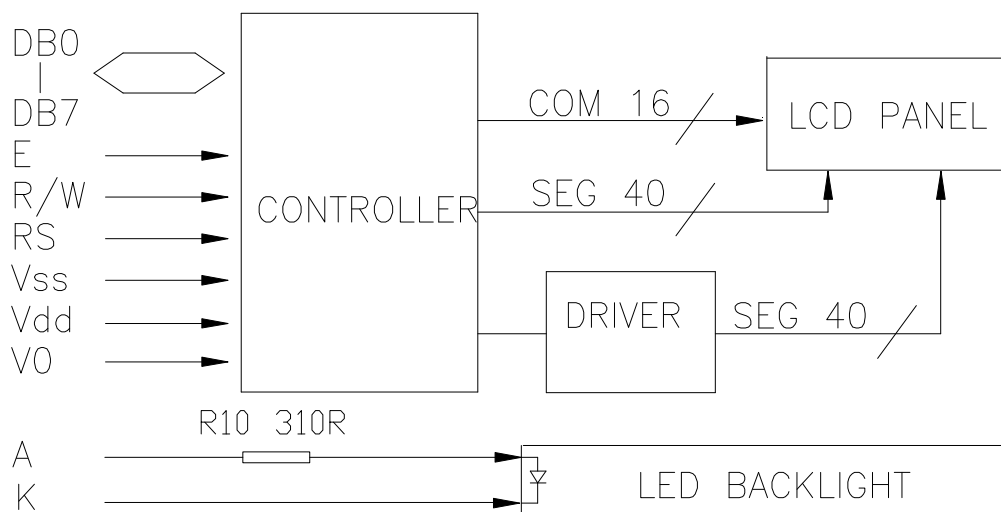 DB0
DB7
E
R/W
RS
Vss
Vdd
V0
CONTROLLER
COM 16
SEG 40
LCD PANEL
DRIVER
SEG 40
R10 310R
A
K
LED BACKLIGHT